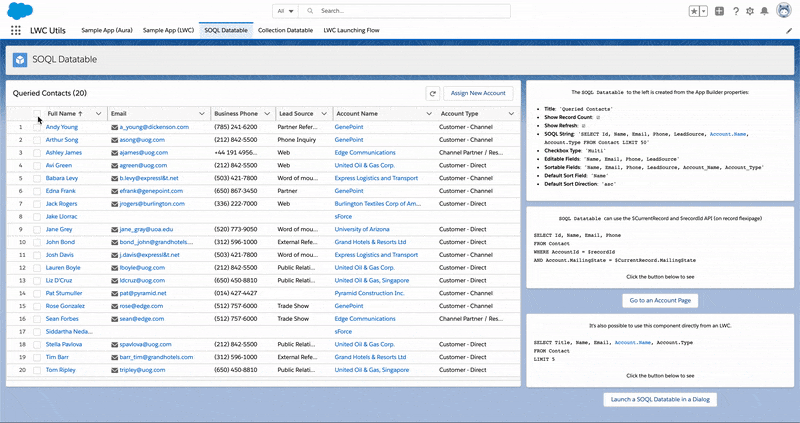 All
Search...
LWC Utils
Sample App (Aura)
Sample App (LWC)
SOQL Datatable
Collection Datatable
LWC Launching Flow
SOQL Datatable
Queried Contacts (20)
Assign New Account
Full Name Email Business Phone Lead Source Account Name Account Type
1 Andy Young a_young@dickenson.com (785) 241-6200 Partner Refer... GenePoint Customer - Channel
2 Arthur Song asong@uog.com (212) 842-5500 Phone Inquiry GenePoint Customer - Direct
3 Ashley James ajames@uog.com +44 191 4956... Web Edge Communications Channel Partner / Res...
4 Avi Green agreen@uog.com (212) 842-5500 Web United Oil & Gas Corp. Customer - Direct
5 Babara Levy b.levy@expressl&t.net (503) 421-7800 Word of mou... Express Logistics and Transport Customer - Channel
6 Edna Frank efrank@genepoint.com (650) 867-3450 Partner GenePoint Customer - Channel
7 Jack Rogers jrogers@burlington.com (336) 222-7000 Web Burlington Textiles Corp of Am... Customer - Direct
8 Jake Llorrac sForce
9 Jane Grey jane_gray@uoa.edu (520) 773-9050 Word of mou... University of Arizona Customer - Direct
10 John Bond bond_john@grandhotels.... (312) 596-1000 External Refe... Grand Hotels & Resorts Ltd Customer - Direct
11 Josh Davis j.davis@expressl&t.net (503) 421-7800 Word of mou... Express Logistics and Transport Customer - Channel
12 Lauren Boyle lboyle@uog.com (212) 842-5500 Public Relati... United Oil & Gas Corp. Customer - Direct
13 Liz D'Cruz ldcruz@uog.com (650) 450-8810 Public Relati... United Oil & Gas, Singapore Customer - Direct
14 Pat Stumuller pat@pyramid.net (014) 427-4427 Pyramid Construction Inc. Customer - Channel
15 Rose Gonzalez rose@edge.com (512) 757-6000 Trade Show Edge Communications Customer - Direct
16 Sean Forbes sean@edge.com (512) 757-6000 Trade Show Edge Communications Channel Partner / Res...
17 Siddartha Neda... sForce
18 Stella Pavlova spavlova@uog.com (212) 842-5500 Public Relati... United Oil & Gas Corp. Customer - Direct
19 Tim Barr barr_tim@grandhotels.com (312) 596-1000 External Refe... Grand Hotels & Resorts Ltd Customer - Direct
20 Tom Ripley tripley@uog.com (650) 450-8810 Public Relati... United Oil & Gas, Singapore Customer - Direct
The SOQL Datatable to the left is created from the App Builder properties:
Title: `Queried Contacts`
Show Record Count:
Show Refresh:
SOQL String: `SELECT Id, Name, Email, Phone, LeadSource, Account.Name,
Account.Type FROM Contact LIMIT 50`
Checkbox Type: `Multi`
Editable Fields: `Name, Email, Phone, LeadSource`
Sortable Fields: `Name, Email, Phone, LeadSource, Account_Name, Account_Type`
Default Sort Field: `Name`
Default Sort Direction: `asc`
SOQL Datatable can use the $CurrentRecord and $recordId API (on record flexipage)
SELECT Id, Name, Email, Phone
FROM Contact
WHERE AccountId = $recordId
AND Account.MailingState = $CurrentRecord.MailingState
Click the button below to see
Go to an Account Page
It's also possible to use this component directly from an LWC.
SELECT Title, Name, Email, Account.Name, Account.Type
FROM Contact
LIMIT 5
Click the button below to see
Launch a SOQL Datatable in a Dialog